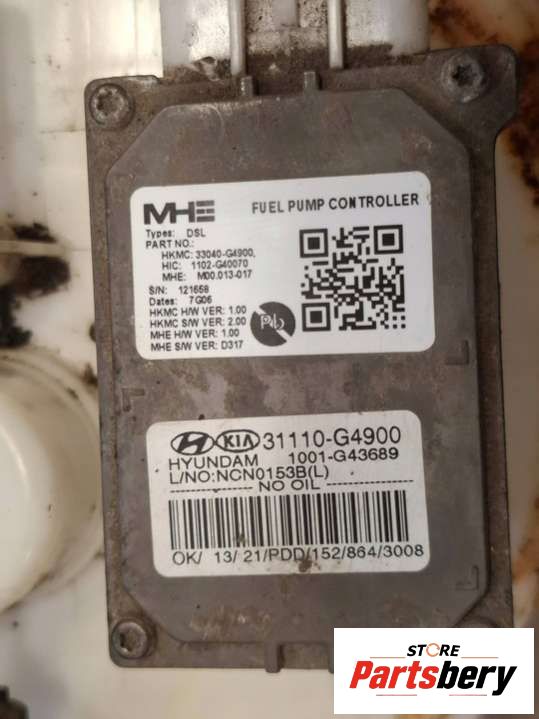 MHE FUEL PUMP CONTROLLER
Types: DSL
PART NO.:
HKMC: 33040-G4900,
HIC: 1102-G40070
MHE: M00.013-017
S/N: 121658
Dates: 7G06
HKMC H/W VER: 1.00
HKMC S/W VER: 2.00
MHE H/W VER: 1.00
MHE S/W VER: D317
Pb
KIA 31110-G4900
HYUNDAM 1001-G43689
L/NO:NCN0153B(L)
NO OIL
OK/ 13/ 21/PDD/152/864/3008
STORE
Partsbery